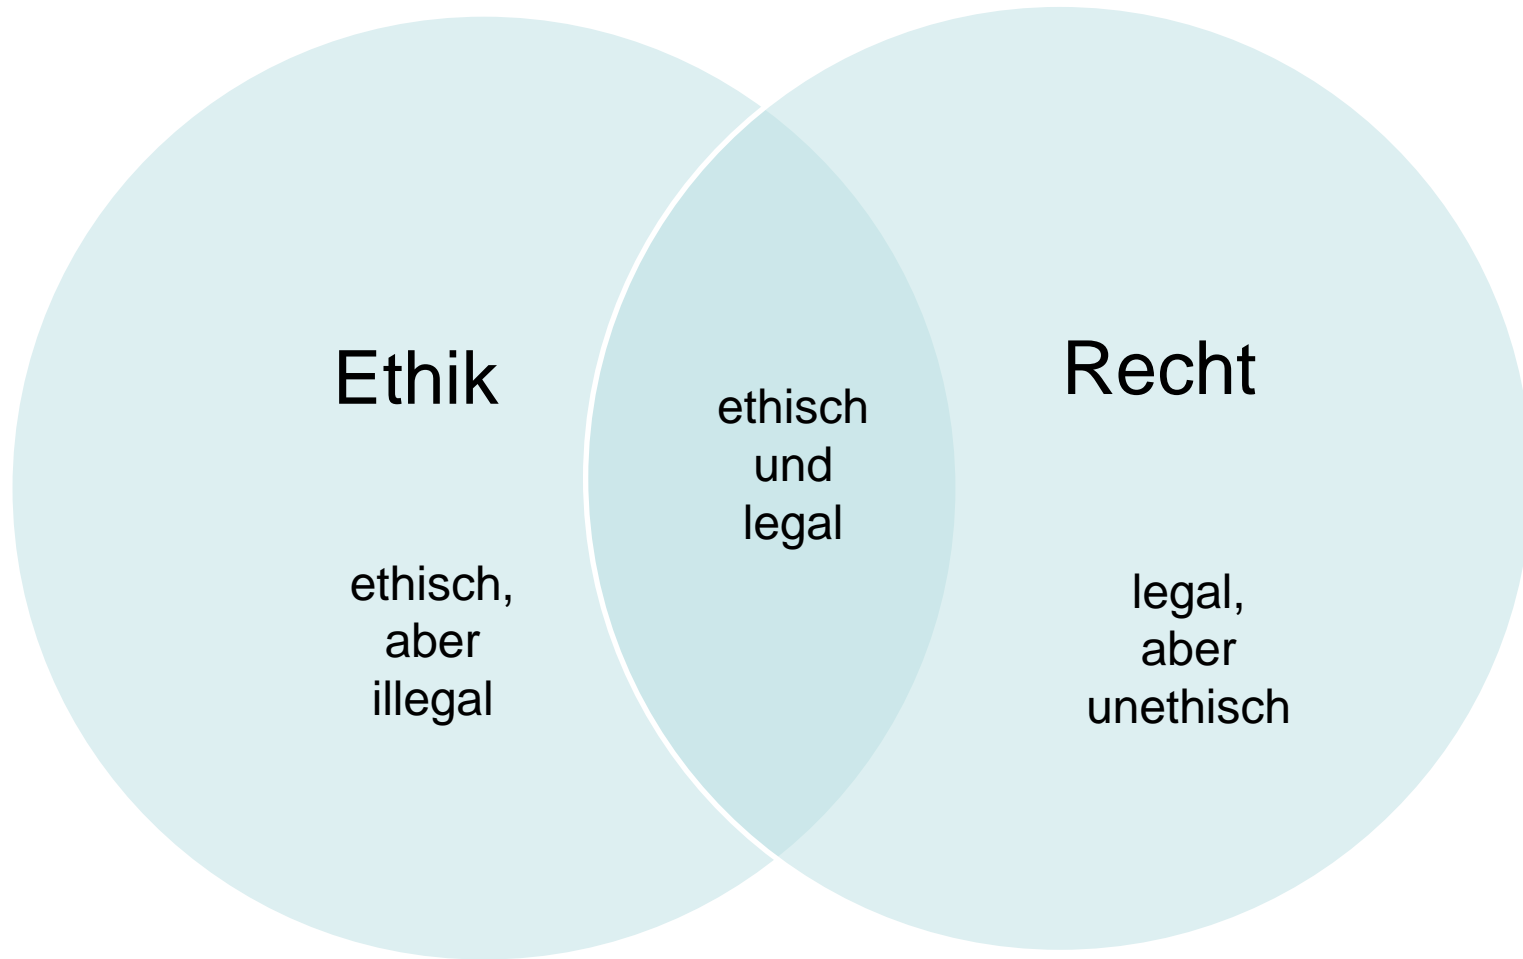 Ethik
ethisch,
aber
illegal
ethisch
und
legal
Recht
legal,
aber
unethisch